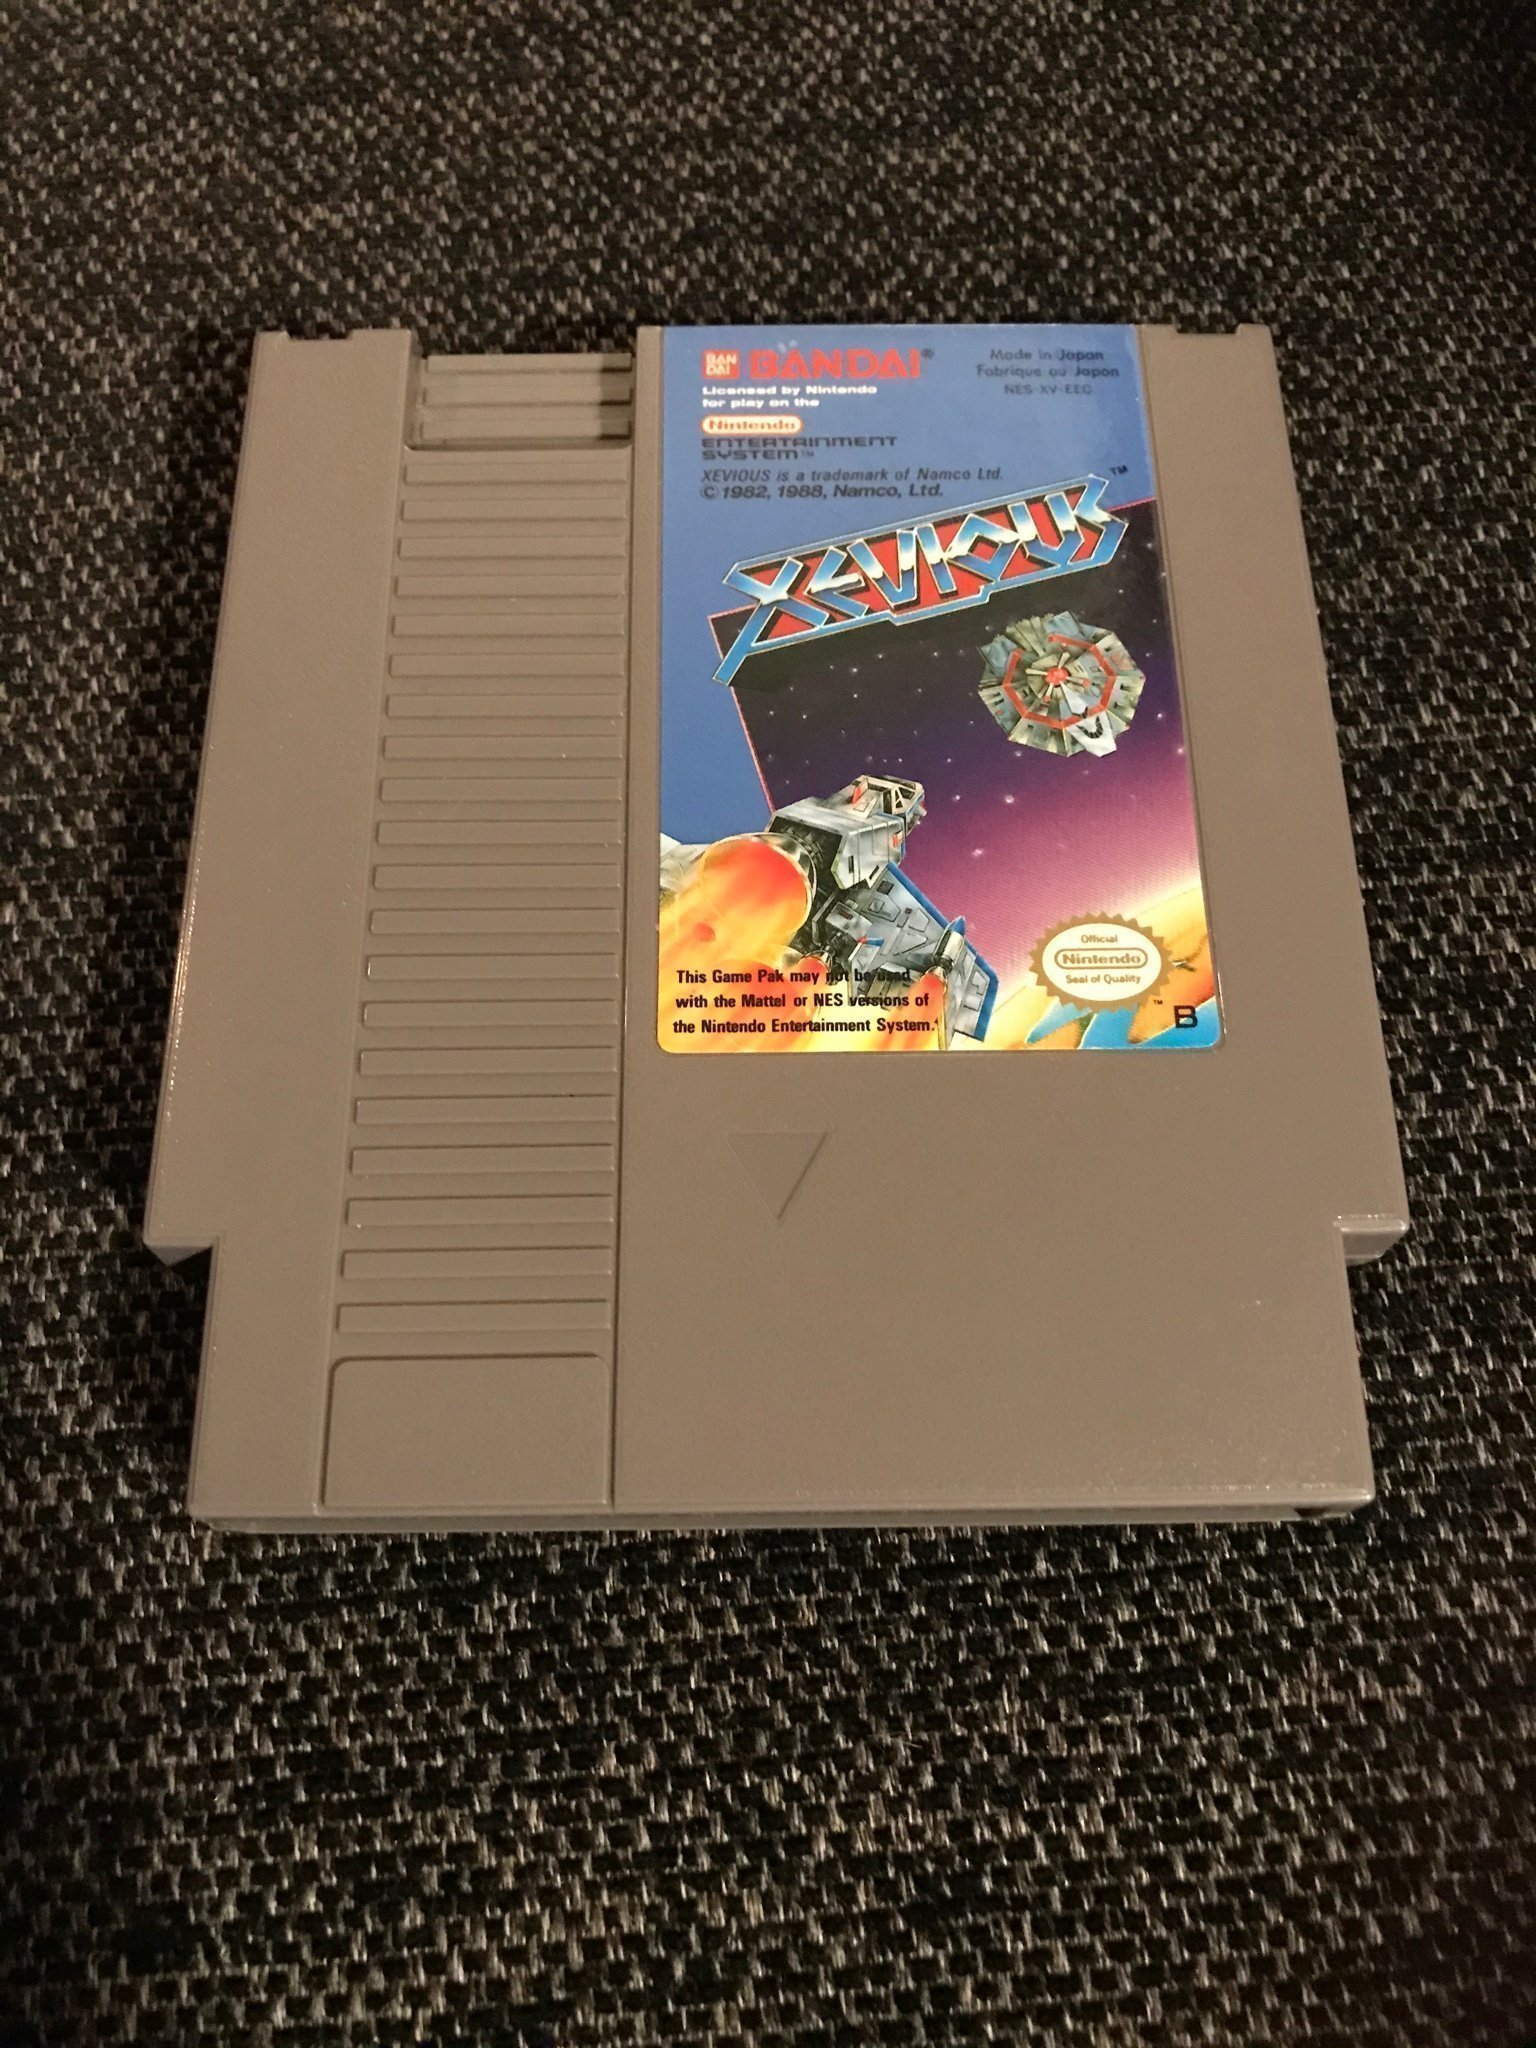 BAN
DAI
BANDAI®
Made in Japan
Fabrique au Japon
NES-XV-EEC
Licensed by Nintendo
for play on the
Nintendo
ENTERTAINMENT
SYSTEM™
XEVIOUS is a trademark of Namco Ltd.
©1982, 1988, Namco, Ltd.
XEVIOUS™
Official
Nintendo
Seal of Quality
This Game Pak may not be used
with the Mattel or NES versions of
the Nintendo Entertainment System.
™
B